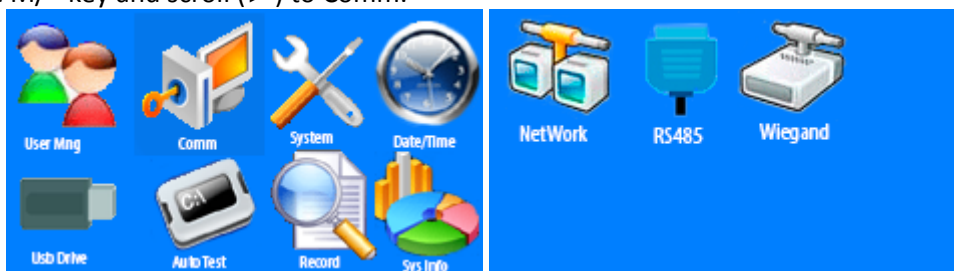 key and scroll (►) to Comm.
User Mng Comm System Date/Time
Usb Drive Auto Test Record Sys Info
NetWork RS485 Wiegand
C:\